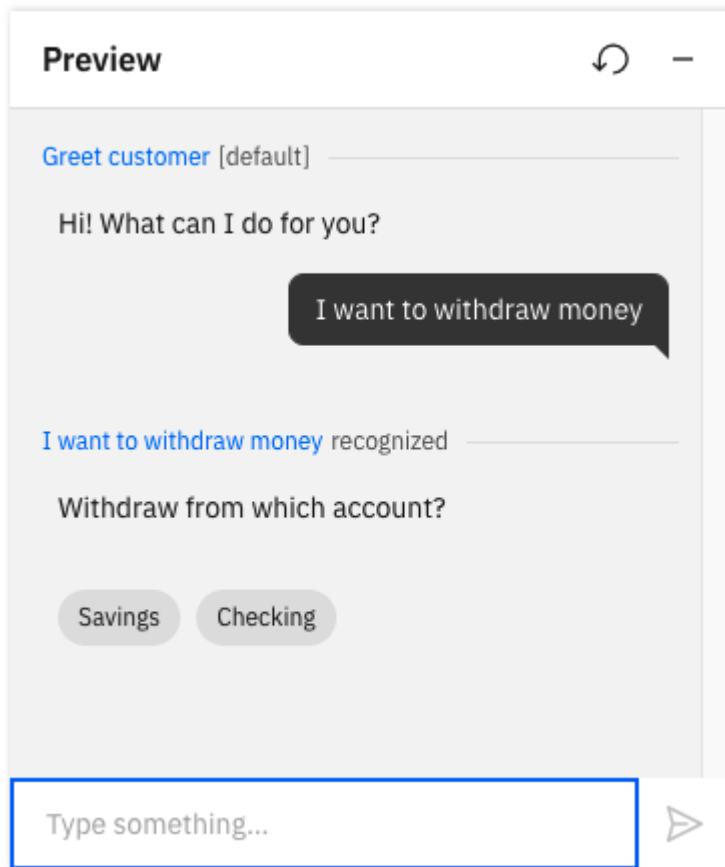 Preview
Greet customer [default]
Hi! What can I do for you?
I want to withdraw money
I want to withdraw money recognized
Withdraw from which account?
Savings Checking
Type something...